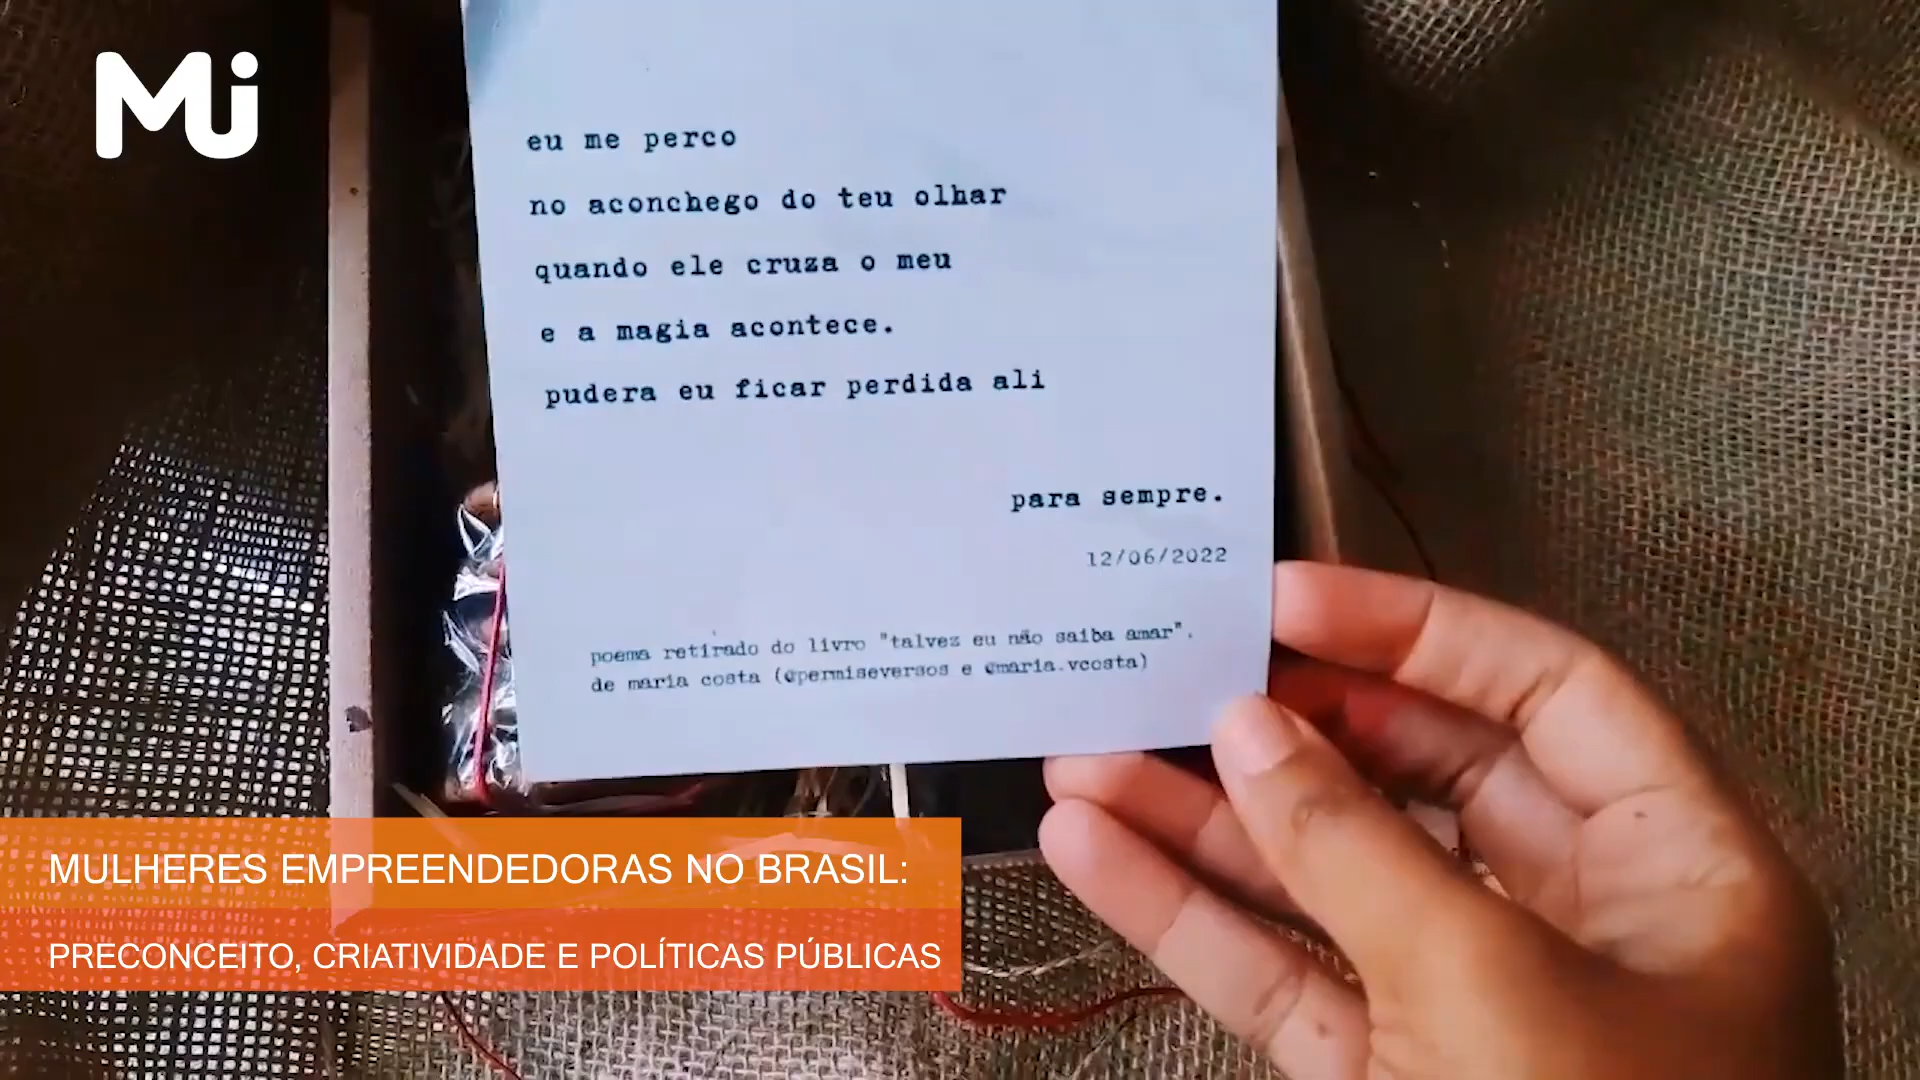 Mi
eu me perco
no aconchego do teu olhar
quando ele cruza o meu
e a magia acontece.
pudera eu ficar perdida ali
para sempre.
12/06/2022
poema retirado do livro "talvez eu não saiba amar",
de maria costa (@permiseversos e @maria.vcosta)
MULHERES EMPREENDEDORAS NO BRASIL:
PRECONCEITO, CRIATIVIDADE E POLÍTICAS PÚBLICAS